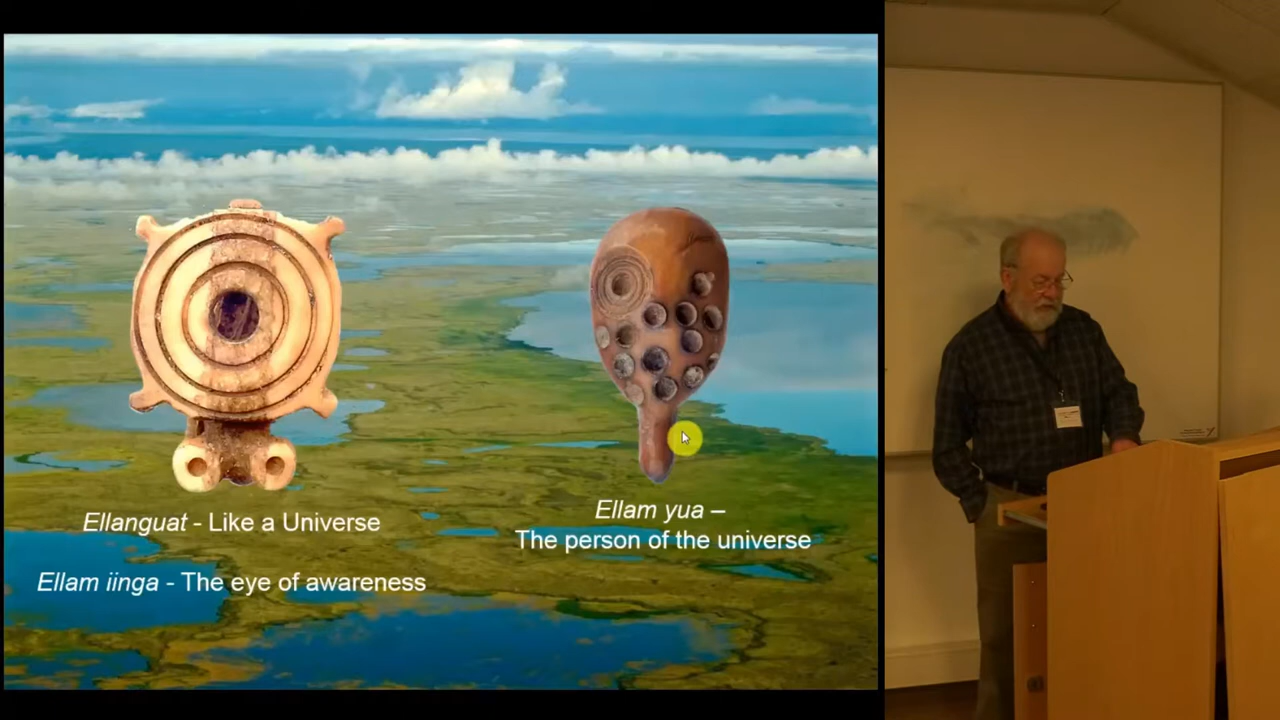 Ellanguat - Like a Universe
Ellam iinga - The eye of awareness
Ellam yua –
The person of the universe